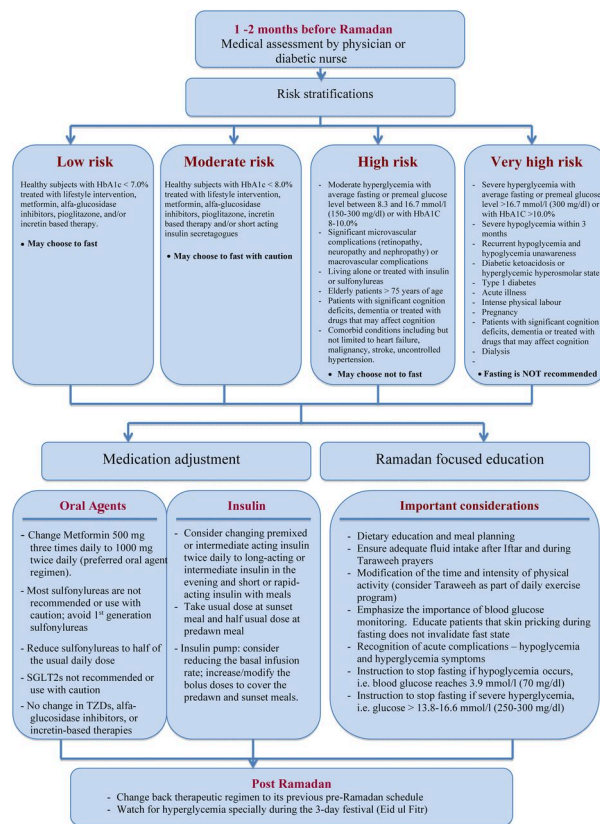 1 -2 months before Ramadan
Medical assessment by physician or
diabetic nurse
Risk stratifications
Low risk
Healthy subjects with HbA1c < 7.0%
treated with lifestyle intervention,
metformin, alfa-glucosidase
inhibitors, pioglitazone, and/or
incretin based therapy.
• May choose to fast
Moderate risk
Healthy subjects with HbA1c < 8.0%
treated with lifestyle intervention,
metformin, alfa-glucosidase
inhibitors, pioglitazone, incretin
based therapy and/or short acting
insulin secretagogues
• May choose to fast with caution
High risk
- Moderate hyperglycemia with
average fasting or premeal glucose
level between 8.3 and 16.7 mmol/l
(150-300 mg/dl) or with HbA1C
8-10.0%
- Significant microvascular
complications (retinopathy,
neuropathy and nephropathy) or
macrovascular complications
- Living alone or treated with insulin
or sulfonylureas
- Elderly patients > 75 years of age
- Patients with significant cognition
deficits, dementia or treated with
drugs that may affect cognition
- Comorbid conditions including but
not limited to heart failure,
malignancy, stroke, uncontrolled
hypertension.
• May choose not to fast
Very high risk
- Severe hyperglycemia with
average fasting or premeal glucose
level >16.7 mmol/l (300 mg/dl) or
with HbA1C >10.0%
- Severe hypoglycemia within 3
months
- Recurrent hypoglycemia and
hypoglycemia unawareness
- Diabetic ketoacidosis or
hyperglycemic hyperosmolar state
- Type 1 diabetes
- Acute illness
- Intense physical labour
- Pregnancy
- Patients with significant cognition
deficits, dementia or treated with
drugs that may affect cognition
- Dialysis
-
• Fasting is NOT recommended
Medication adjustment
Ramadan focused education
Oral Agents
- Change Metformin 500 mg
three times daily to 1000 mg
twice daily (preferred oral agent
regimen).
- Most sulfonylureas are not
recommended or use with
caution; avoid 1st generation
sulfonylureas
- Reduce sulfonylureas to half of
the usual daily dose
- SGLT2s not recommended or
use with caution
- No change in TZDs, alfa-
glucosidase inhibitors, or
incretin-based therapies
Insulin
- Consider changing premixed
or intermediate acting insulin
twice daily to long-acting or
intermediate insulin in the
evening and short or rapid-
acting insulin with meals
- Take usual dose at sunset
meal and half usual dose at
predawn meal
- Insulin pump: consider
reducing the basal infusion
rate; increase/modify the
bolus doses to cover the
predawn and sunset meals.
Important considerations
- Dietary education and meal planning
- Ensure adequate fluid intake after Iftar and during
Taraweeh prayers
- Modification of the time and intensity of physical
activity (consider Taraweeh as part of daily exercise
program)
- Emphasize the importance of blood glucose
monitoring. Educate patients that skin pricking during
fasting does not invalidate fast state
- Recognition of acute complications – hypoglycemia
and hyperglycemia symptoms
- Instruction to stop fasting if hypoglycemia occurs,
i.e. blood glucose reaches 3.9 mmol/l (70 mg/dl)
- Instruction to stop fasting if severe hyperglycemia,
i.e. glucose > 13.8-16.6 mmol/l (250-300 mg/dl)
Post Ramadan
- Change back therapeutic regimen to its previous pre-Ramadan schedule
- Watch for hyperglycemia specially during the 3-day festival (Eid ul Fitr)